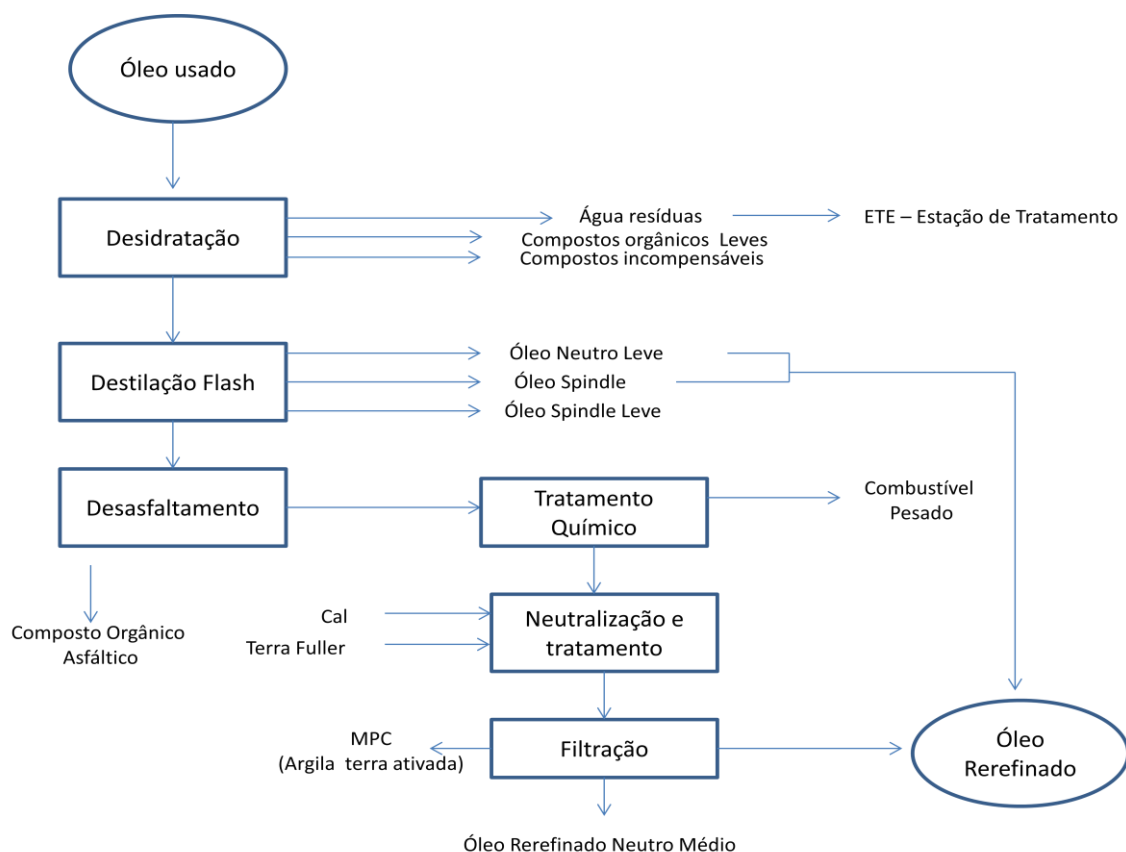 Óleo usado
Desidratação
Água resíduas
ETE – Estação de Tratamento
Compostos orgânicos Leves
Compostos incompensáveis
Destilação Flash
Óleo Neutro Leve
Óleo Spindle
Óleo Spindle Leve
Desasfaltamento
Tratamento
Químico
Combustível
Pesado
Composto Orgânico
Asfáltico
Cal
Terra Fuller
Neutralização e
tratamento
MPC
(Argila terra ativada)
Filtração
Óleo
Rerefinado
Óleo Rerefinado Neutro Médio